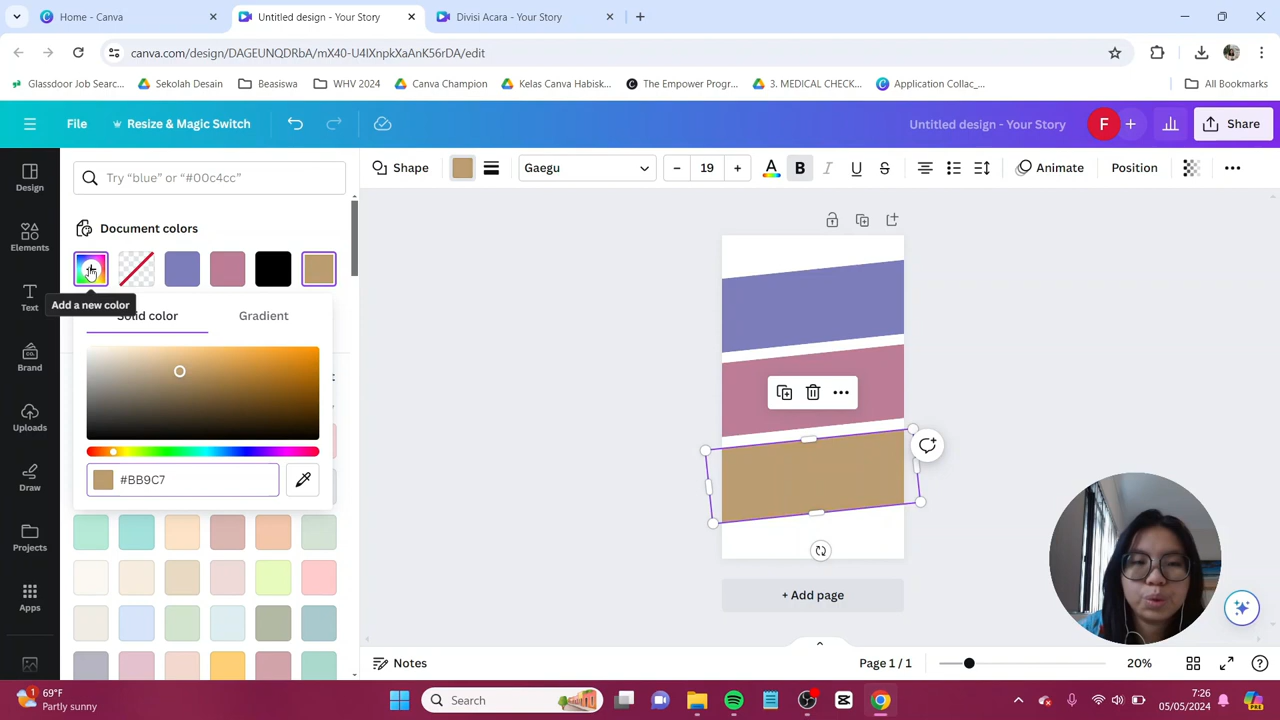 Home - Canva
Untitled design - Your Story
Divisi Acara - Your Story
canva.com/design/DAGEUNQDRbA/mX40-U4IXnpkXaAnK56rDA/edit
Glassdoor Job Searc...
Sekolah Desain
Beasiswa
WHV 2024
Canva Champion
Kelas Canva Habisk...
The Empower Progr...
3. MEDICAL CHECK...
Application Collac_...
All Bookmarks
File
Resize & Magic Switch
Untitled design - Your Story
F
Share
Design
Elements
Text
Brand
Uploads
Draw
Projects
Apps
Try “blue” or “#00c4cc”
Document colors
Add a new color
Solid color
Gradient
#BB9C7
Shape
Gaegu
19
A
B
I
U
S
Animate
Position
+ Add page
Notes
Page 1 / 1
20%
1
69°F
Partly sunny
Search
7:26
05/05/2024